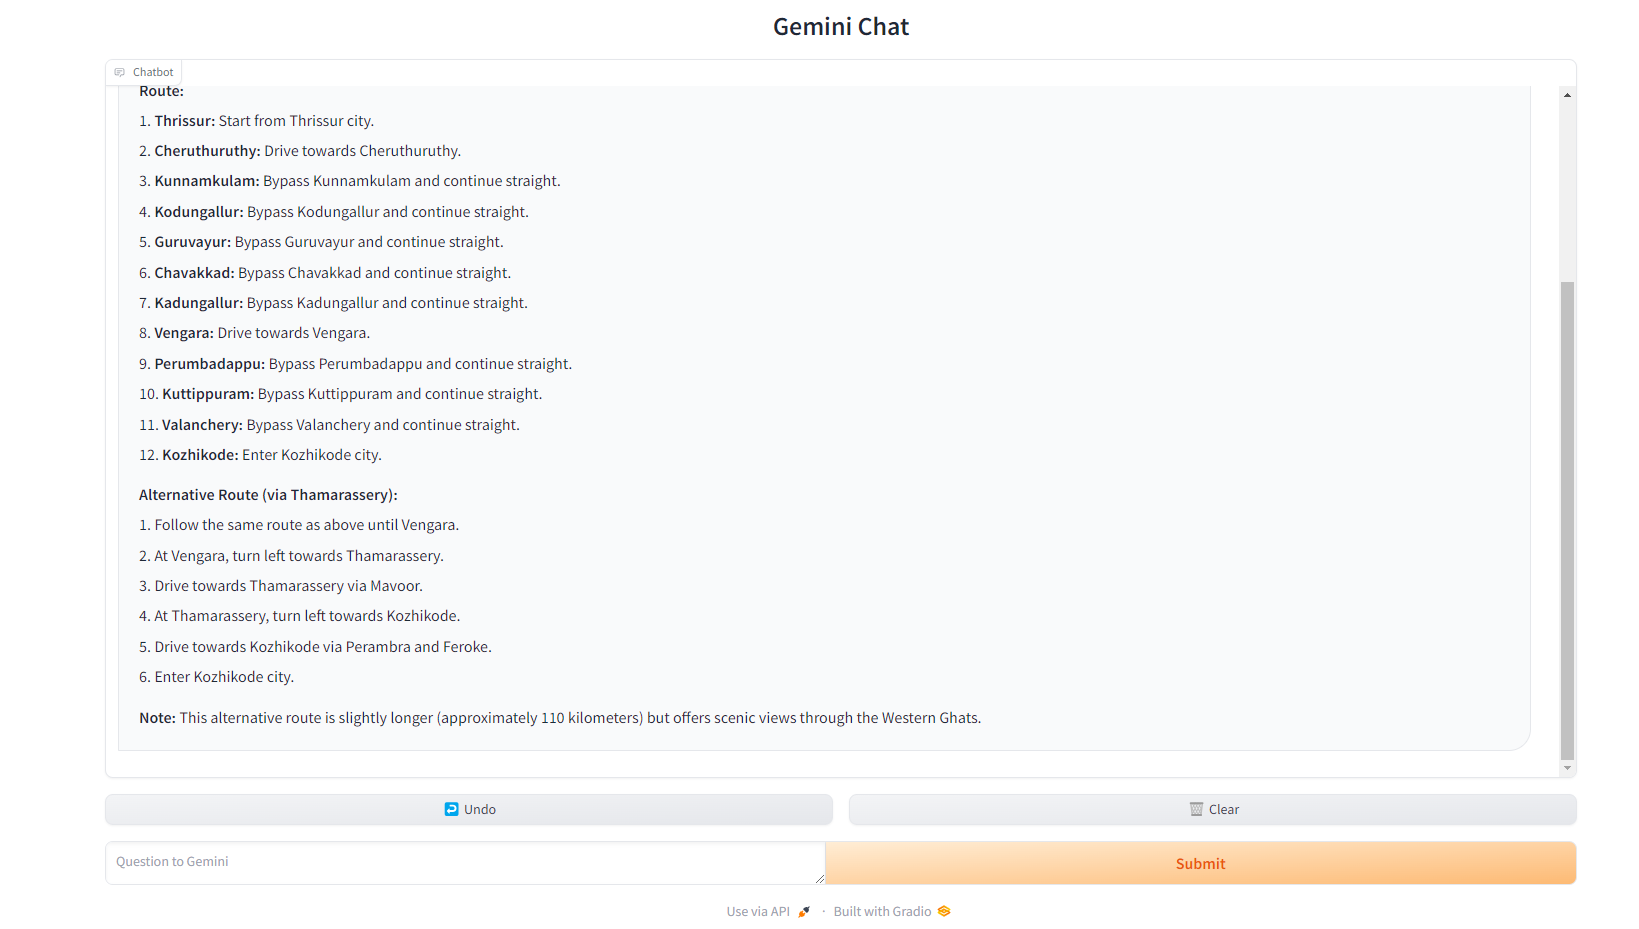 Gemini Chat
Chatbot
Route:
1. Thrissur: Start from Thrissur city.
2. Cheruthuruthy: Drive towards Cheruthuruthy.
3. Kunnamkulam: Bypass Kunnamkulam and continue straight.
4. Kodungallur: Bypass Kodungallur and continue straight.
5. Guruvayur: Bypass Guruvayur and continue straight.
6. Chavakkad: Bypass Chavakkad and continue straight.
7. Kadungallur: Bypass Kadungallur and continue straight.
8. Vengara: Drive towards Vengara.
9. Perumbadappu: Bypass Perumbadappu and continue straight.
10. Kuttippuram: Bypass Kuttippuram and continue straight.
11. Valanchery: Bypass Valanchery and continue straight.
12. Kozhikode: Enter Kozhikode city.
Alternative Route (via Thamarassery):
1. Follow the same route as above until Vengara.
2. At Vengara, turn left towards Thamarassery.
3. Drive towards Thamarassery via Mavoor.
4. At Thamarassery, turn left towards Kozhikode.
5. Drive towards Kozhikode via Perambra and Feroke.
6. Enter Kozhikode city.
Note: This alternative route is slightly longer (approximately 110 kilometers) but offers scenic views through the Western Ghats.
Undo
Clear
Question to Gemini
Submit
Use via API · Built with Gradio